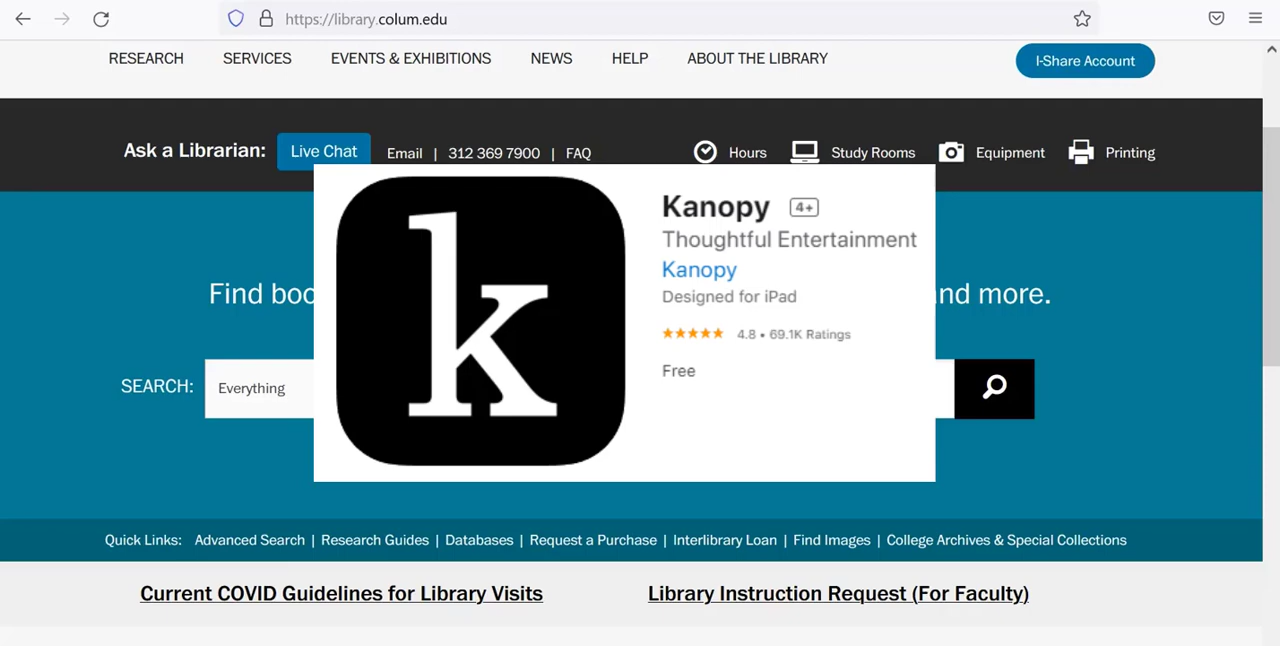 https://library.colum.edu
RESEARCH SERVICES EVENTS & EXHIBITIONS NEWS HELP ABOUT THE LIBRARY I-Share Account
Ask a Librarian: Live Chat Email | 312 369 7900 | FAQ Hours Study Rooms Equipment Printing
k
Kanopy 4+
Thoughtful Entertainment
Kanopy
Designed for iPad
4.8 • 69.1K Ratings
Free
Find boo nd more.
SEARCH: Everything
Quick Links: Advanced Search | Research Guides | Databases | Request a Purchase | Interlibrary Loan | Find Images | College Archives & Special Collections
Current COVID Guidelines for Library Visits Library Instruction Request (For Faculty)